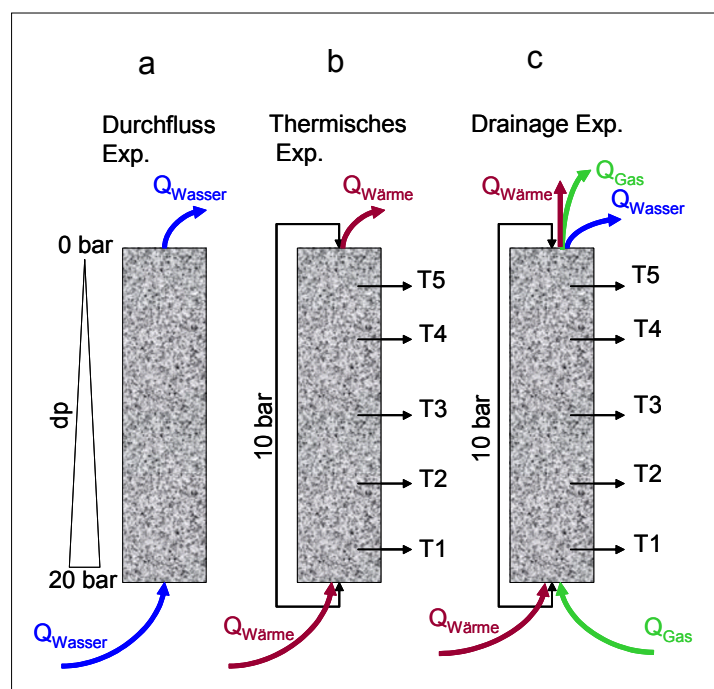 a
Durchfluss
Exp.
QWasser
0 bar
dp
20 bar
QWasser
b
Thermisches
Exp.
QWärme
T5
T4
T3
T2
T1
10 bar
QWärme
c
Drainage Exp.
QWärme
QGas
QWasser
T5
T4
T3
T2
T1
10 bar
QWärme
QGas